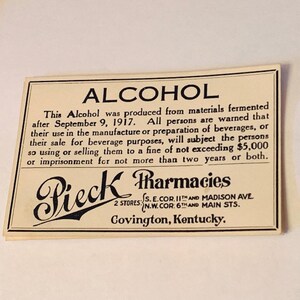 ALCOHOL
This Alcohol was produced from materials fermented
after September 9, 1917. All persons are warned that
their use in the manufacture or preparation of beverages, or
their sale for beverage purposes, will subject the persons
so using or selling them to a fine of not exceeding $5,000
or imprisonment for not more than two years or both.
Pieck Pharmacies
2 STORES: S. E. COR. 11TH AND MADISON AVE.
N.W. COR. 6TH AND MAIN STS.
Covington, Kentucky.